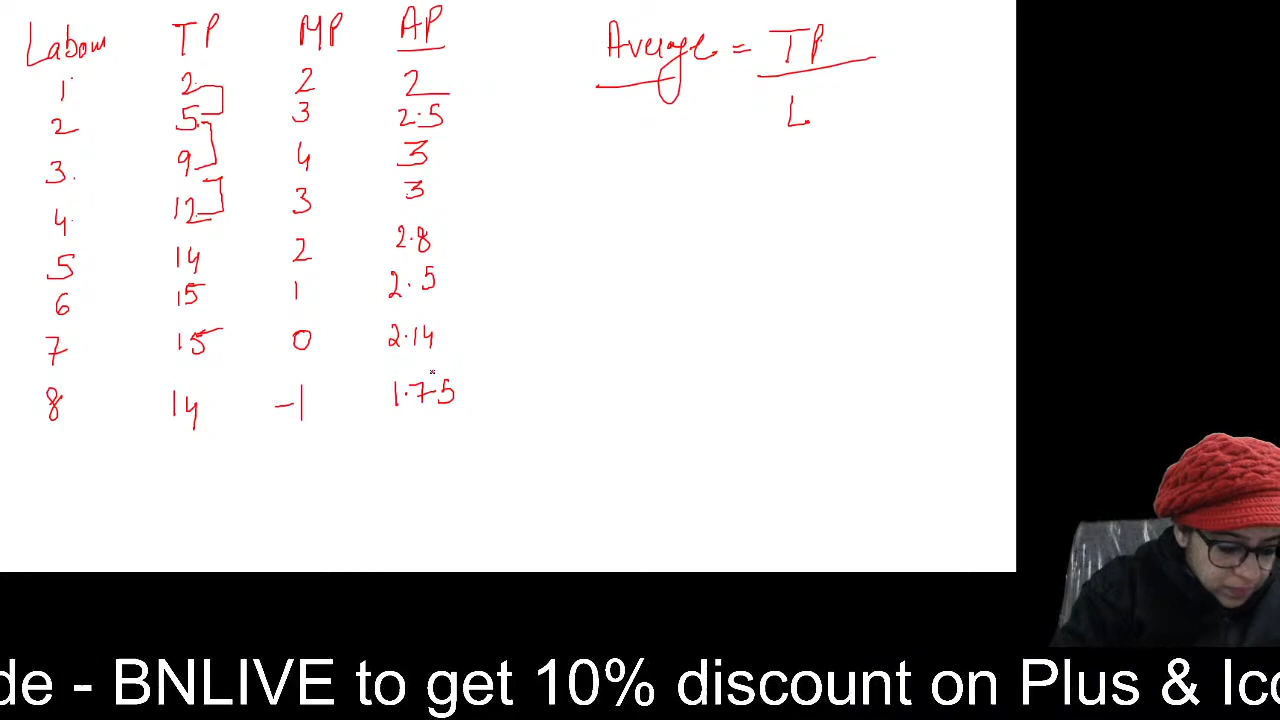 Labour TP MP AP
1 2 2 2
2 5 3 2.5
3. 9 4 3
4 12 3 3
5 14 2 2.8
6 15 1 2.5
7 15 0 2.14
8 14 -1 1.75
Average = TP
L
de - BNLIVE to get 10% discount on Plus & Ico